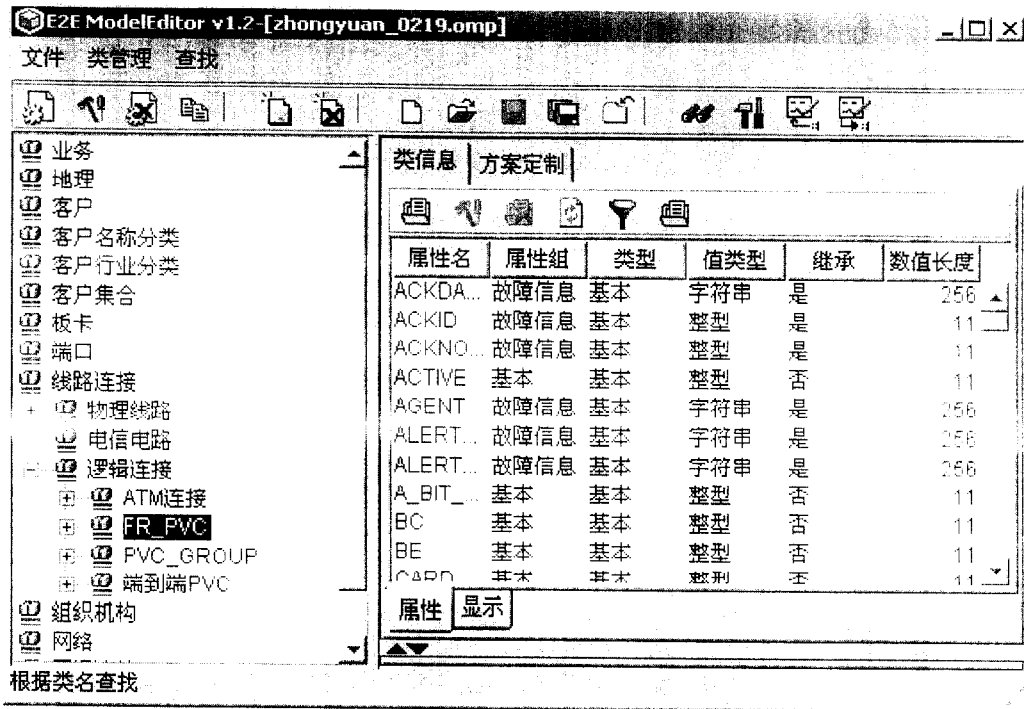 E2E ModelEditor v1.2-[zhongyuan_0219.omp]
文件 类管理 查找
业务
地理
客户
客户名称分类
客户行业分类
客户集合
板卡
端口
线路连接
物理线路
电信电路
逻辑连接
ATM连接
FR_PVC
PVC_GROUP
端到端PVC
组织机构
网络
类信息 方案定制
属性名 属性组 类型 值类型 继承 数值长度
ACKDA... 故障信息 基本 字符串 是 256
ACKID 故障信息 基本 整型 是 11
ACKNO... 故障信息 基本 整型 是 11
ACTIVE 基本 基本 整型 否 11
AGENT 故障信息 基本 字符串 是 256
ALERT... 故障信息 基本 字符串 是 256
ALERT... 故障信息 基本 字符串 是 256
A_BIT_... 基本 基本 整型 否 11
BC 基本 基本 整型 否 11
BE 基本 基本 整型 否 11
CARD 基本 基本 整型 否 11
属性 显示
根据类名查找